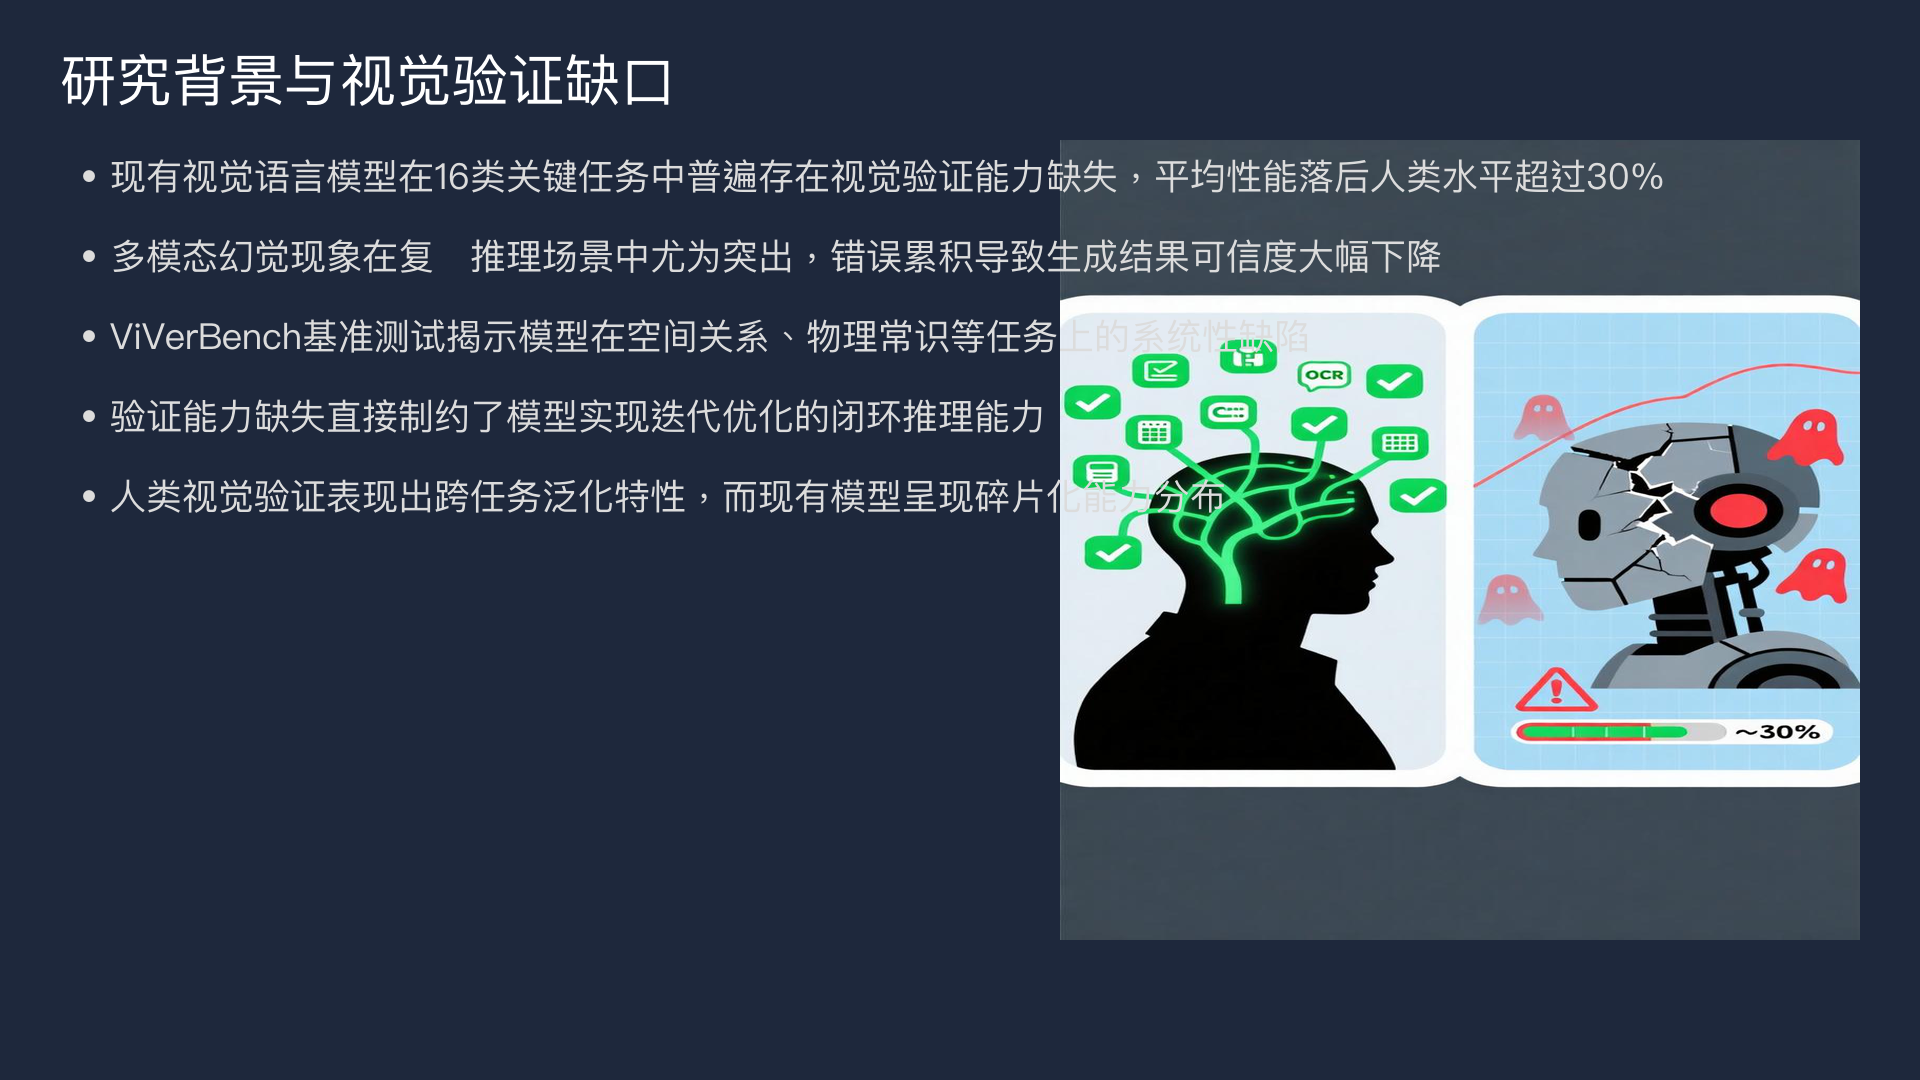 研究背景与视觉验证缺口
现有视觉语言模型在16类关键任务中普遍存在视觉验证能力缺失，平均性能落后人类水平超过30%
多模态幻觉现象在复　推理场景中尤为突出，错误累积导致生成结果可信度大幅下降
ViVerBench基准测试揭示模型在空间关系、物理常识等任务上的系统性缺陷
验证能力缺失直接制约了模型实现迭代优化的闭环推理能力
人类视觉验证表现出跨任务泛化特性，而现有模型呈现碎片化能力分布
OCR
~30%